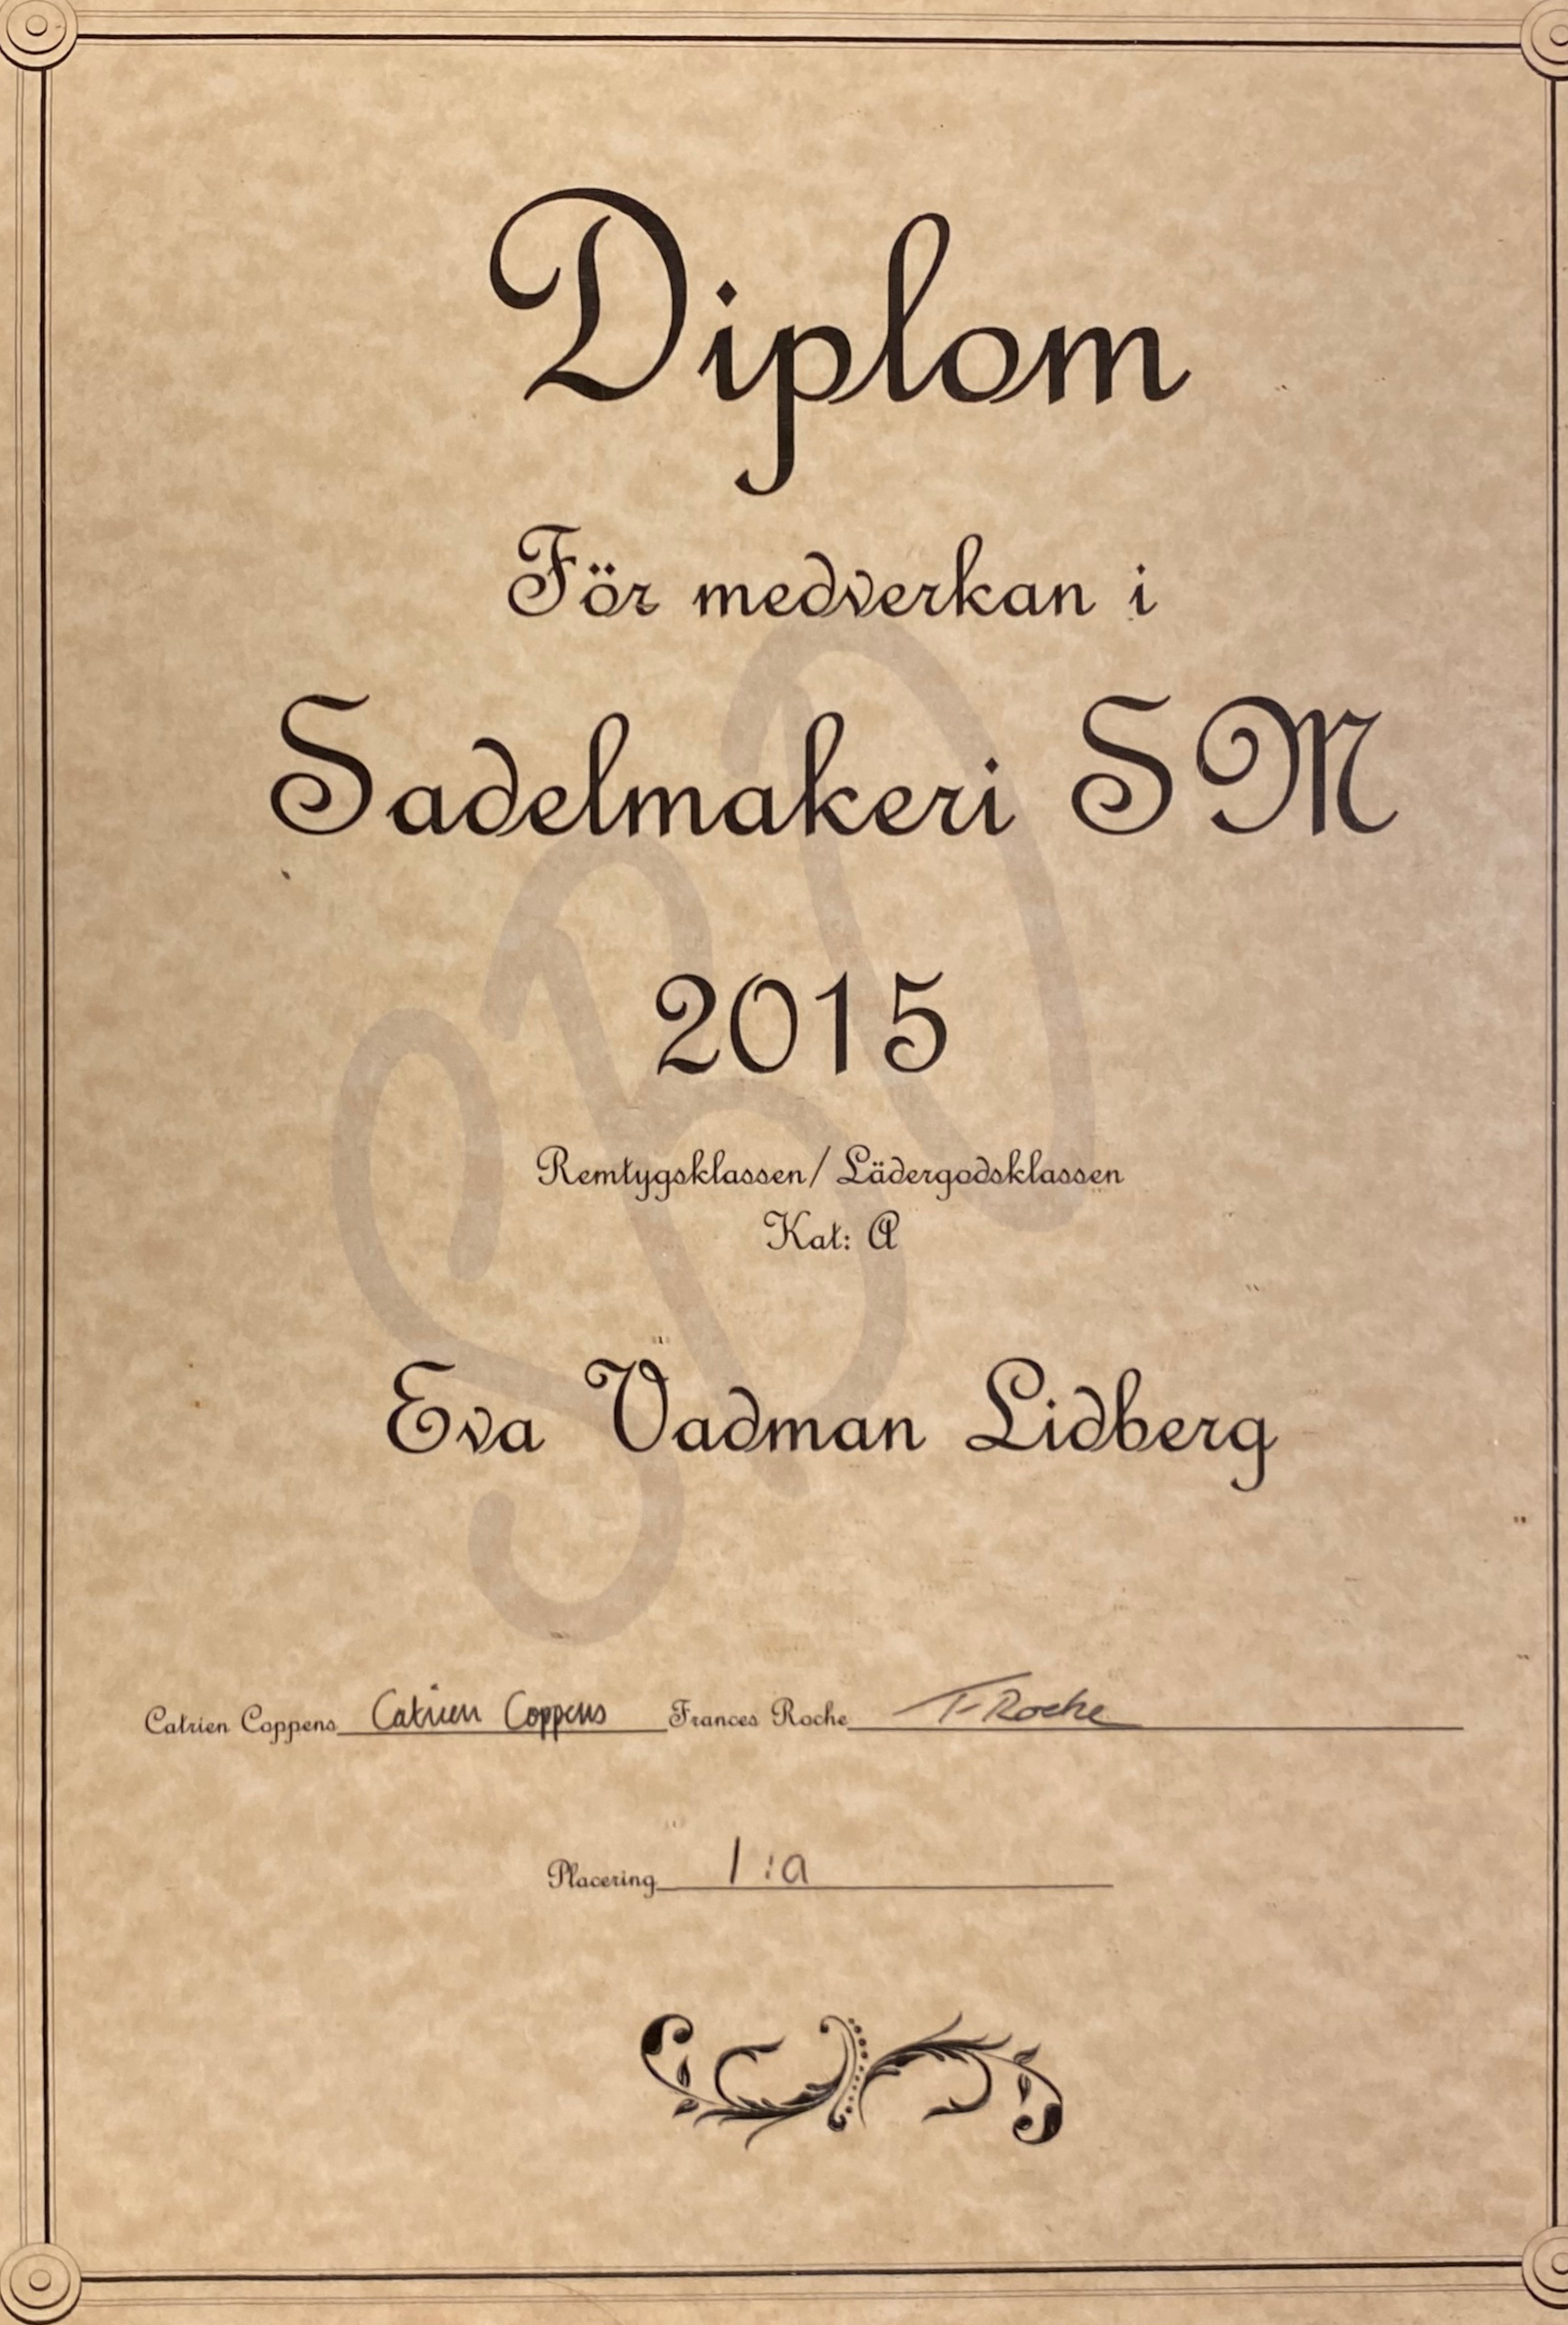 Diplom
För medverkan i
Sadelmakeri SM
2015
Remtygsklassen/Lädergodsklassen
Kat: A
Eva Vadman Lidberg
Catrien Coppens Catrien Coppens Frances Roche F Roche
Placering 1:a